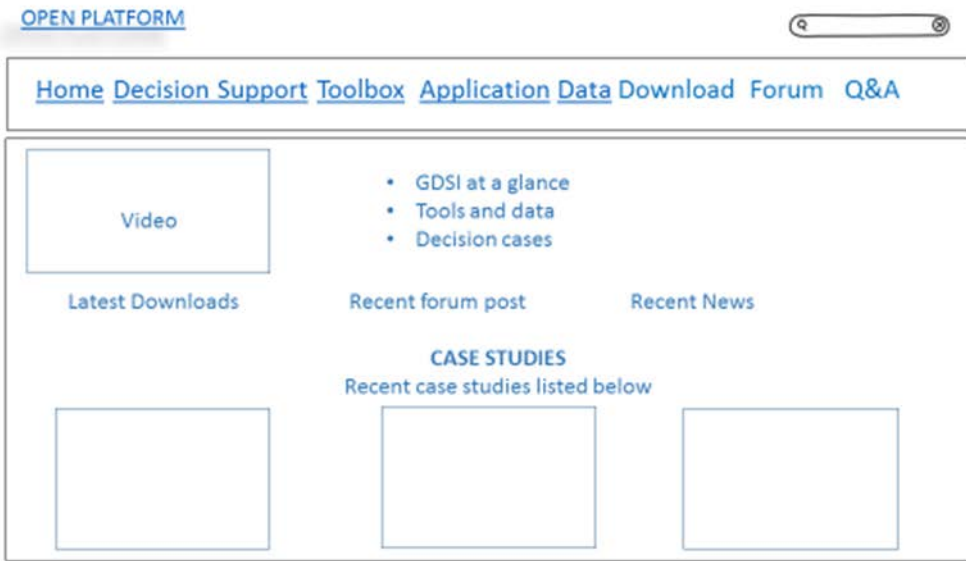 OPEN PLATFORM
Home Decision Support Toolbox Application Data Download Forum Q&A
Video
• GDSI at a glance
• Tools and data
• Decision cases
Latest Downloads Recent forum post Recent News
CASE STUDIES
Recent case studies listed below